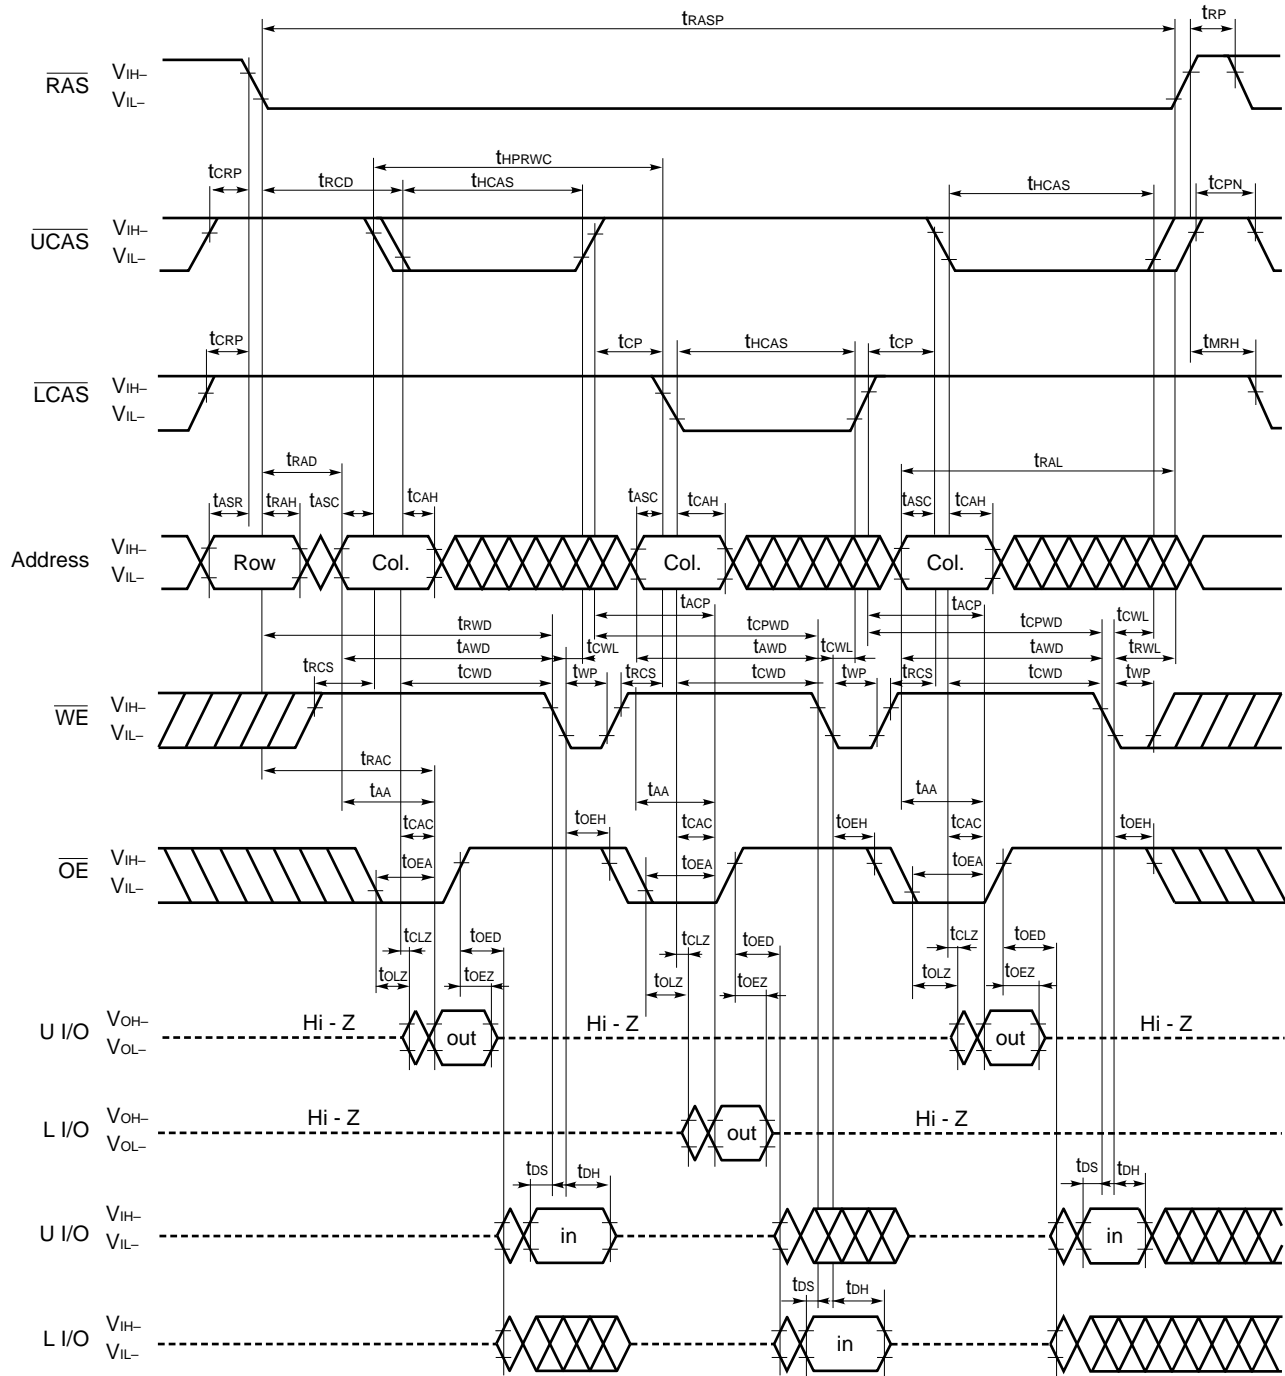 tRASP tRP
RAS VIH–
VIL–
tHPRWC
tCRP tRCD tHCAS tHCAS tCPN
UCAS VIH–
VIL–
tCRP tCP tHCAS tCP tMRH
LCAS VIH–
VIL–
tRAD tRAL
tASR tRAH tASC tCAH tASC tCAH tASC tCAH
Address VIH–
VIL–
Row Col. Col. Col.
tACP tACP
tRWD tCPWD tCPWD tCWL
tAWD tCWL tAWD tCWL tAWD tRWL
tRCS tCWD tWP tRCS tCWD tWP tRCS tCWD tWP
WE VIH–
VIL–
tRAC
tAA tAA tAA
tCAC tOEH tCAC tOEH tCAC tOEH
OE VIH–
VIL–
tOEA tOEA tOEA
tCLZ tOED tCLZ tOED tCLZ tOED
tOLZ tOEZ tOLZ tOEZ tOLZ tOEZ
U I/O VOH–
VOL–
Hi - Z out Hi - Z out Hi - Z
L I/O VOH–
VOL–
Hi - Z out Hi - Z
tDS tDH tDS tDH
U I/O VIH–
VIL–
in in
tDS tDH
L I/O VIH–
VIL–
in